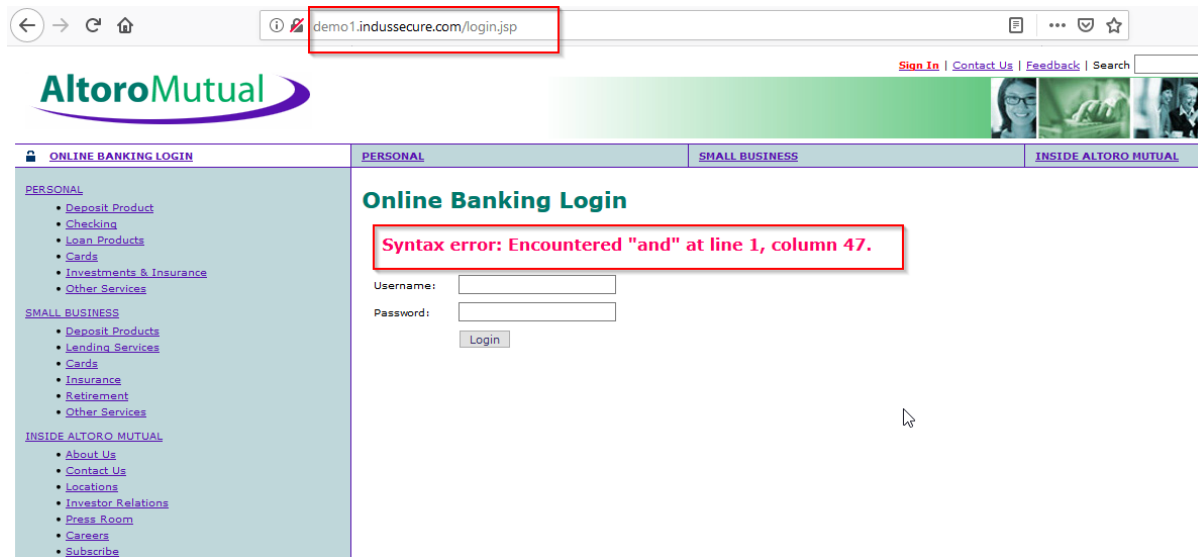 demo1.indussecure.com/login.jsp
Sign In | Contact Us | Feedback | Search
AltoroMutual
ONLINE BANKING LOGIN
PERSONAL
SMALL BUSINESS
INSIDE ALTORO MUTUAL
PERSONAL
Deposit Product
Checking
Loan Products
Cards
Investments & Insurance
Other Services
SMALL BUSINESS
Deposit Products
Lending Services
Cards
Insurance
Retirement
Other Services
INSIDE ALTORO MUTUAL
About Us
Contact Us
Locations
Investor Relations
Press Room
Careers
Subscribe
Online Banking Login
Syntax error: Encountered "and" at line 1, column 47.
Username:
Password:
Login